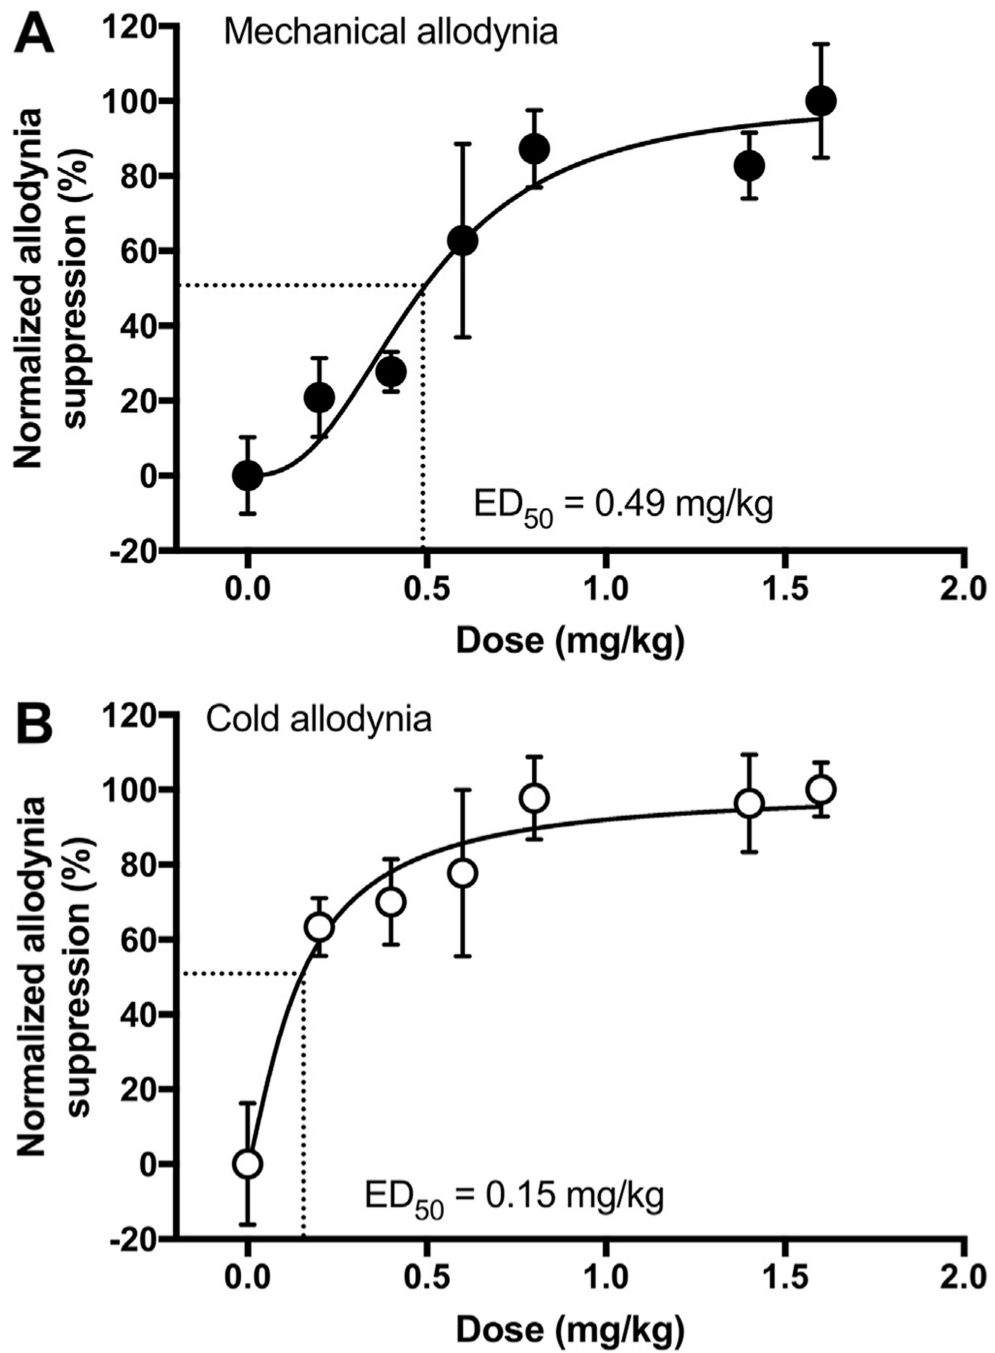 A
Mechanical allodynia
Normalized allodynia
suppression (%)
120
100
80
60
40
20
0
-20
ED50 = 0.49 mg/kg
0.0 0.5 1.0 1.5 2.0
Dose (mg/kg)
B
Cold allodynia
Normalized allodynia
suppression (%)
120
100
80
60
40
20
0
-20
ED50 = 0.15 mg/kg
0.0 0.5 1.0 1.5 2.0
Dose (mg/kg)